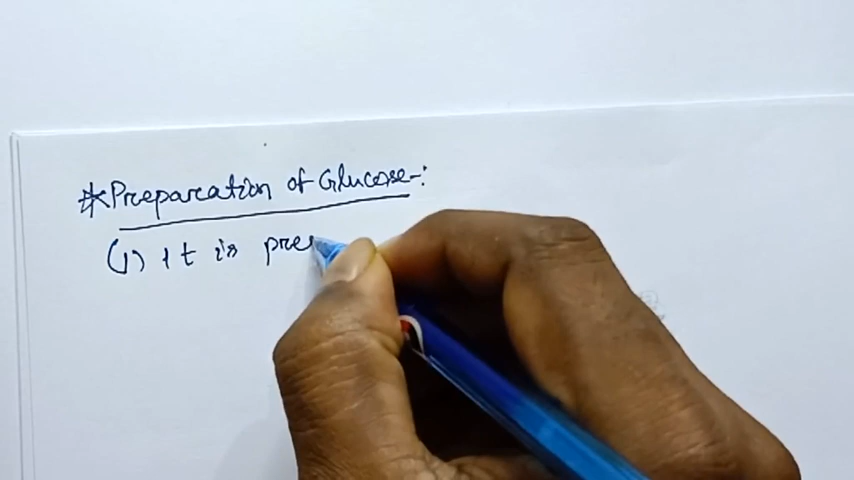 *Preparation of Glucose-:
(1) It is pre